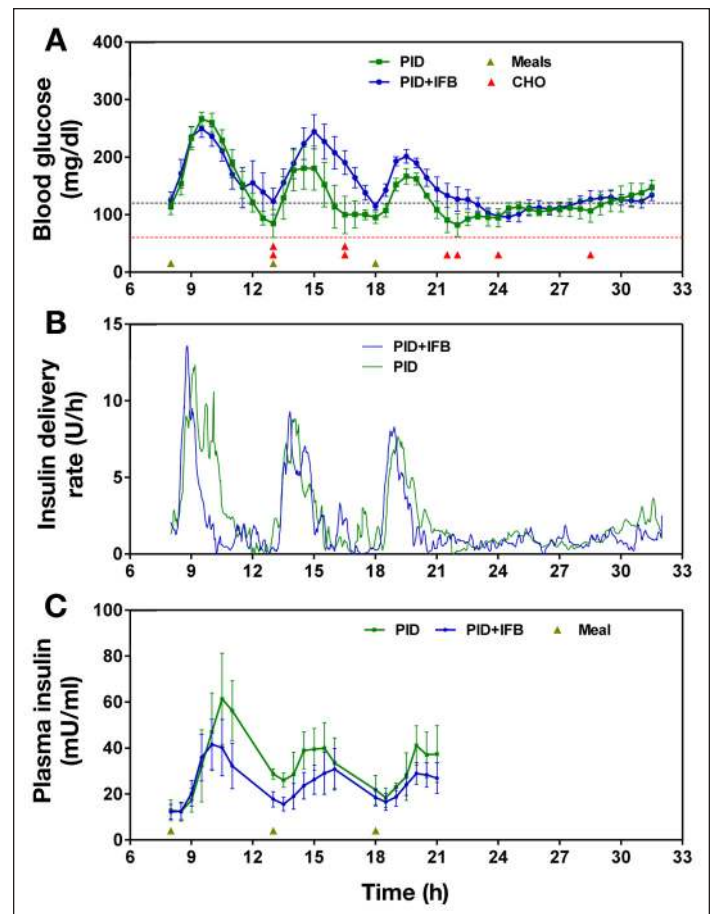 A
400
300
200
100
0
Blood glucose
(mg/dl)
PID
Meals
PID+IFB
CHO
6 9 12 15 18 21 24 27 30 33
B
15
10
5
0
Insulin delivery
rate (U/h)
PID+IFB
PID
6 9 12 15 18 21 24 27 30 33
C
100
80
60
40
20
0
Plasma insulin
(mU/ml)
PID PID+IFB Meal
6 9 12 15 18 21 24 27 30 33
Time (h)